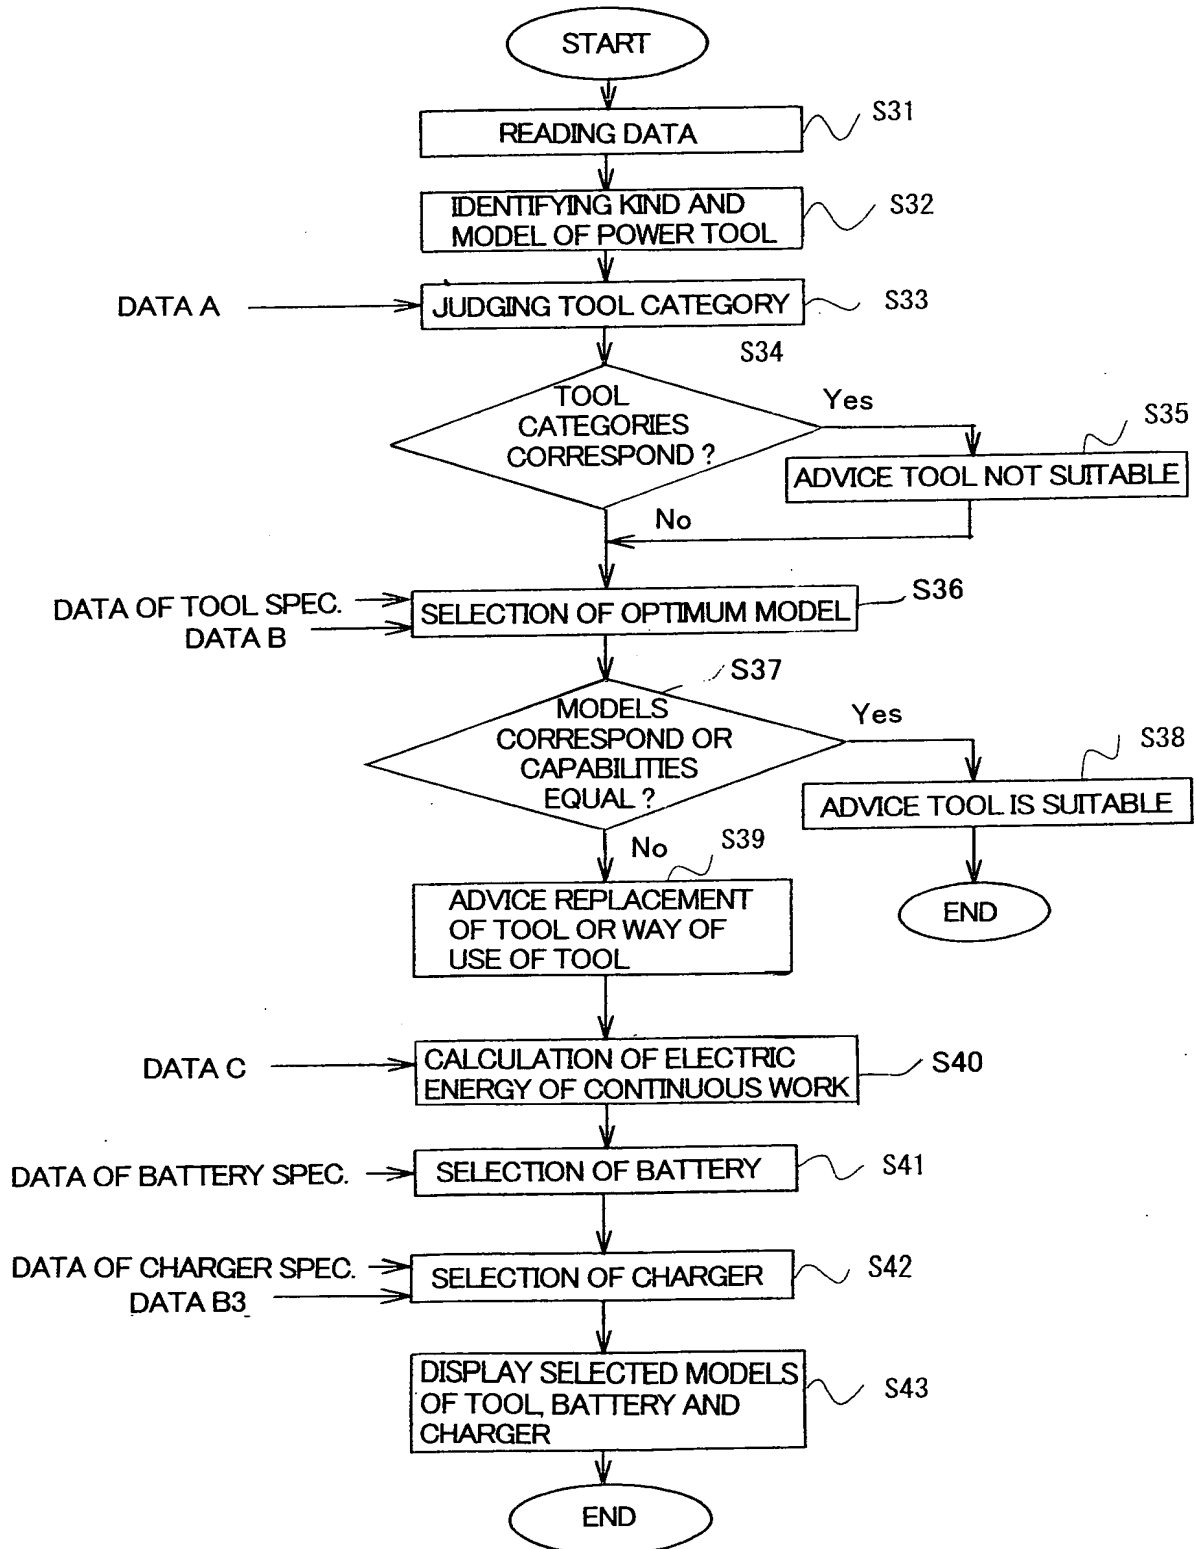 START
READING DATA
S31
IDENTIFYING KIND AND
MODEL OF POWER TOOL
S32
DATA A
JUDGING TOOL CATEGORY
S33
S34
TOOL
CATEGORIES
CORRESPOND ?
Yes
S35
ADVICE TOOL NOT SUITABLE
No
DATA OF TOOL SPEC.
DATA B
SELECTION OF OPTIMUM MODEL
S36
S37
MODELS
CORRESPOND OR
CAPABILITIES
EQUAL ?
Yes
S38
ADVICE TOOL IS SUITABLE
END
No
S39
ADVICE REPLACEMENT
OF TOOL OR WAY OF
USE OF TOOL
DATA C
CALCULATION OF ELECTRIC
ENERGY OF CONTINUOUS WORK
S40
DATA OF BATTERY SPEC.
SELECTION OF BATTERY
S41
DATA OF CHARGER SPEC.
DATA B3
SELECTION OF CHARGER
S42
DISPLAY SELECTED MODELS
OF TOOL, BATTERY AND
CHARGER
S43
END